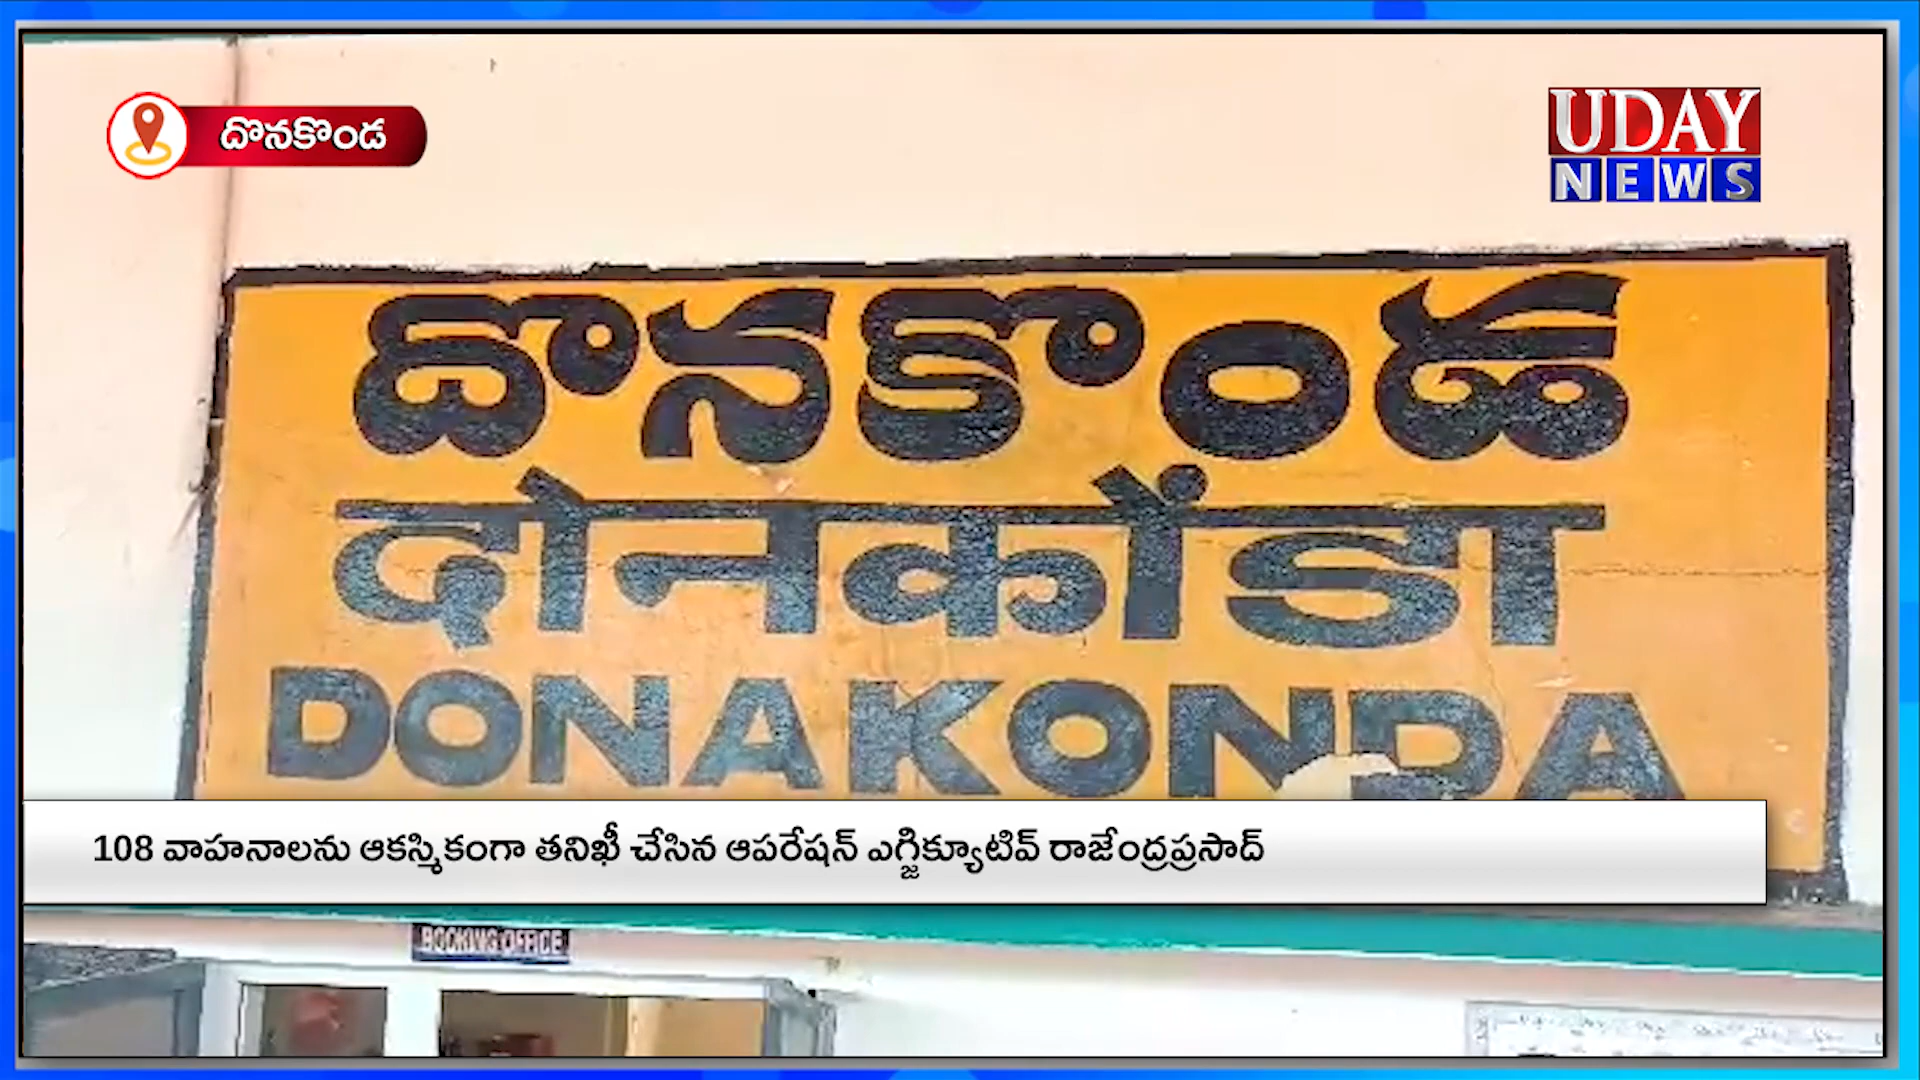 దొనకొండ
UDAY
NEWS
దొనకొండ
दोनकोंडा
DONAKONDA
108 వాహనాలను ఆకస్మికంగా తనిఖీ చేసిన ఆపరేషన్ ఎగ్జిక్యూటివ్ రాజేంద్రప్రసాద్
BOOKING OFFICE